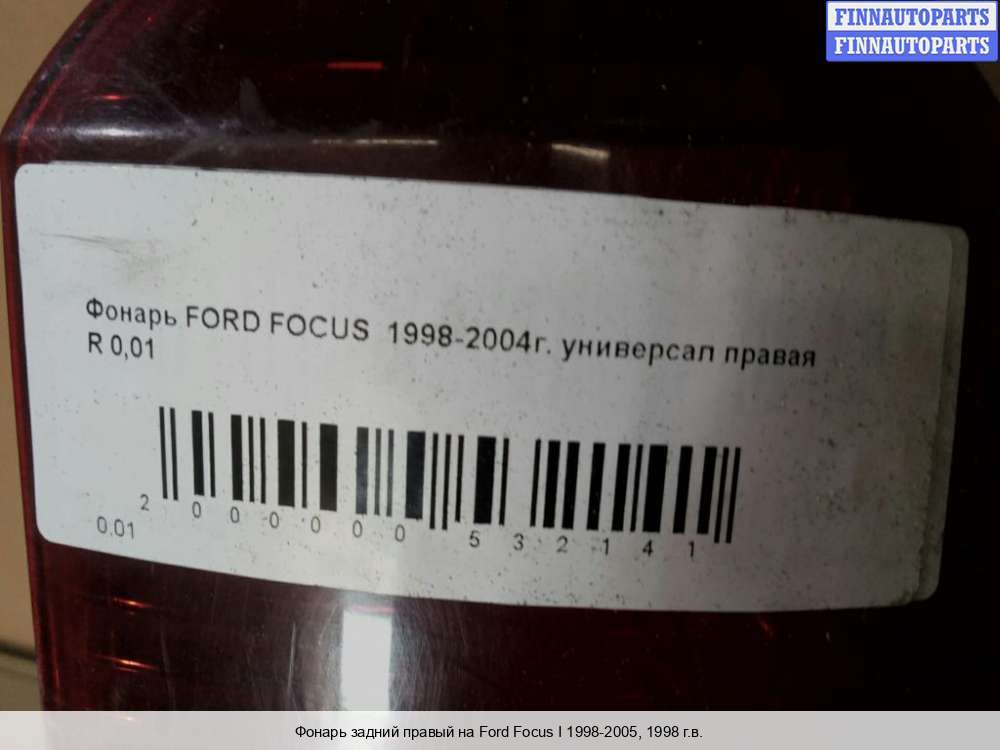 FINNAUTOPARTS
FINNAUTOPARTS
Фонарь FORD FOCUS 1998-2004г. универсал правая
R 0,01
2 000000 532141
0.01
Фонарь задний правый на Ford Focus I 1998-2005, 1998 г.в.